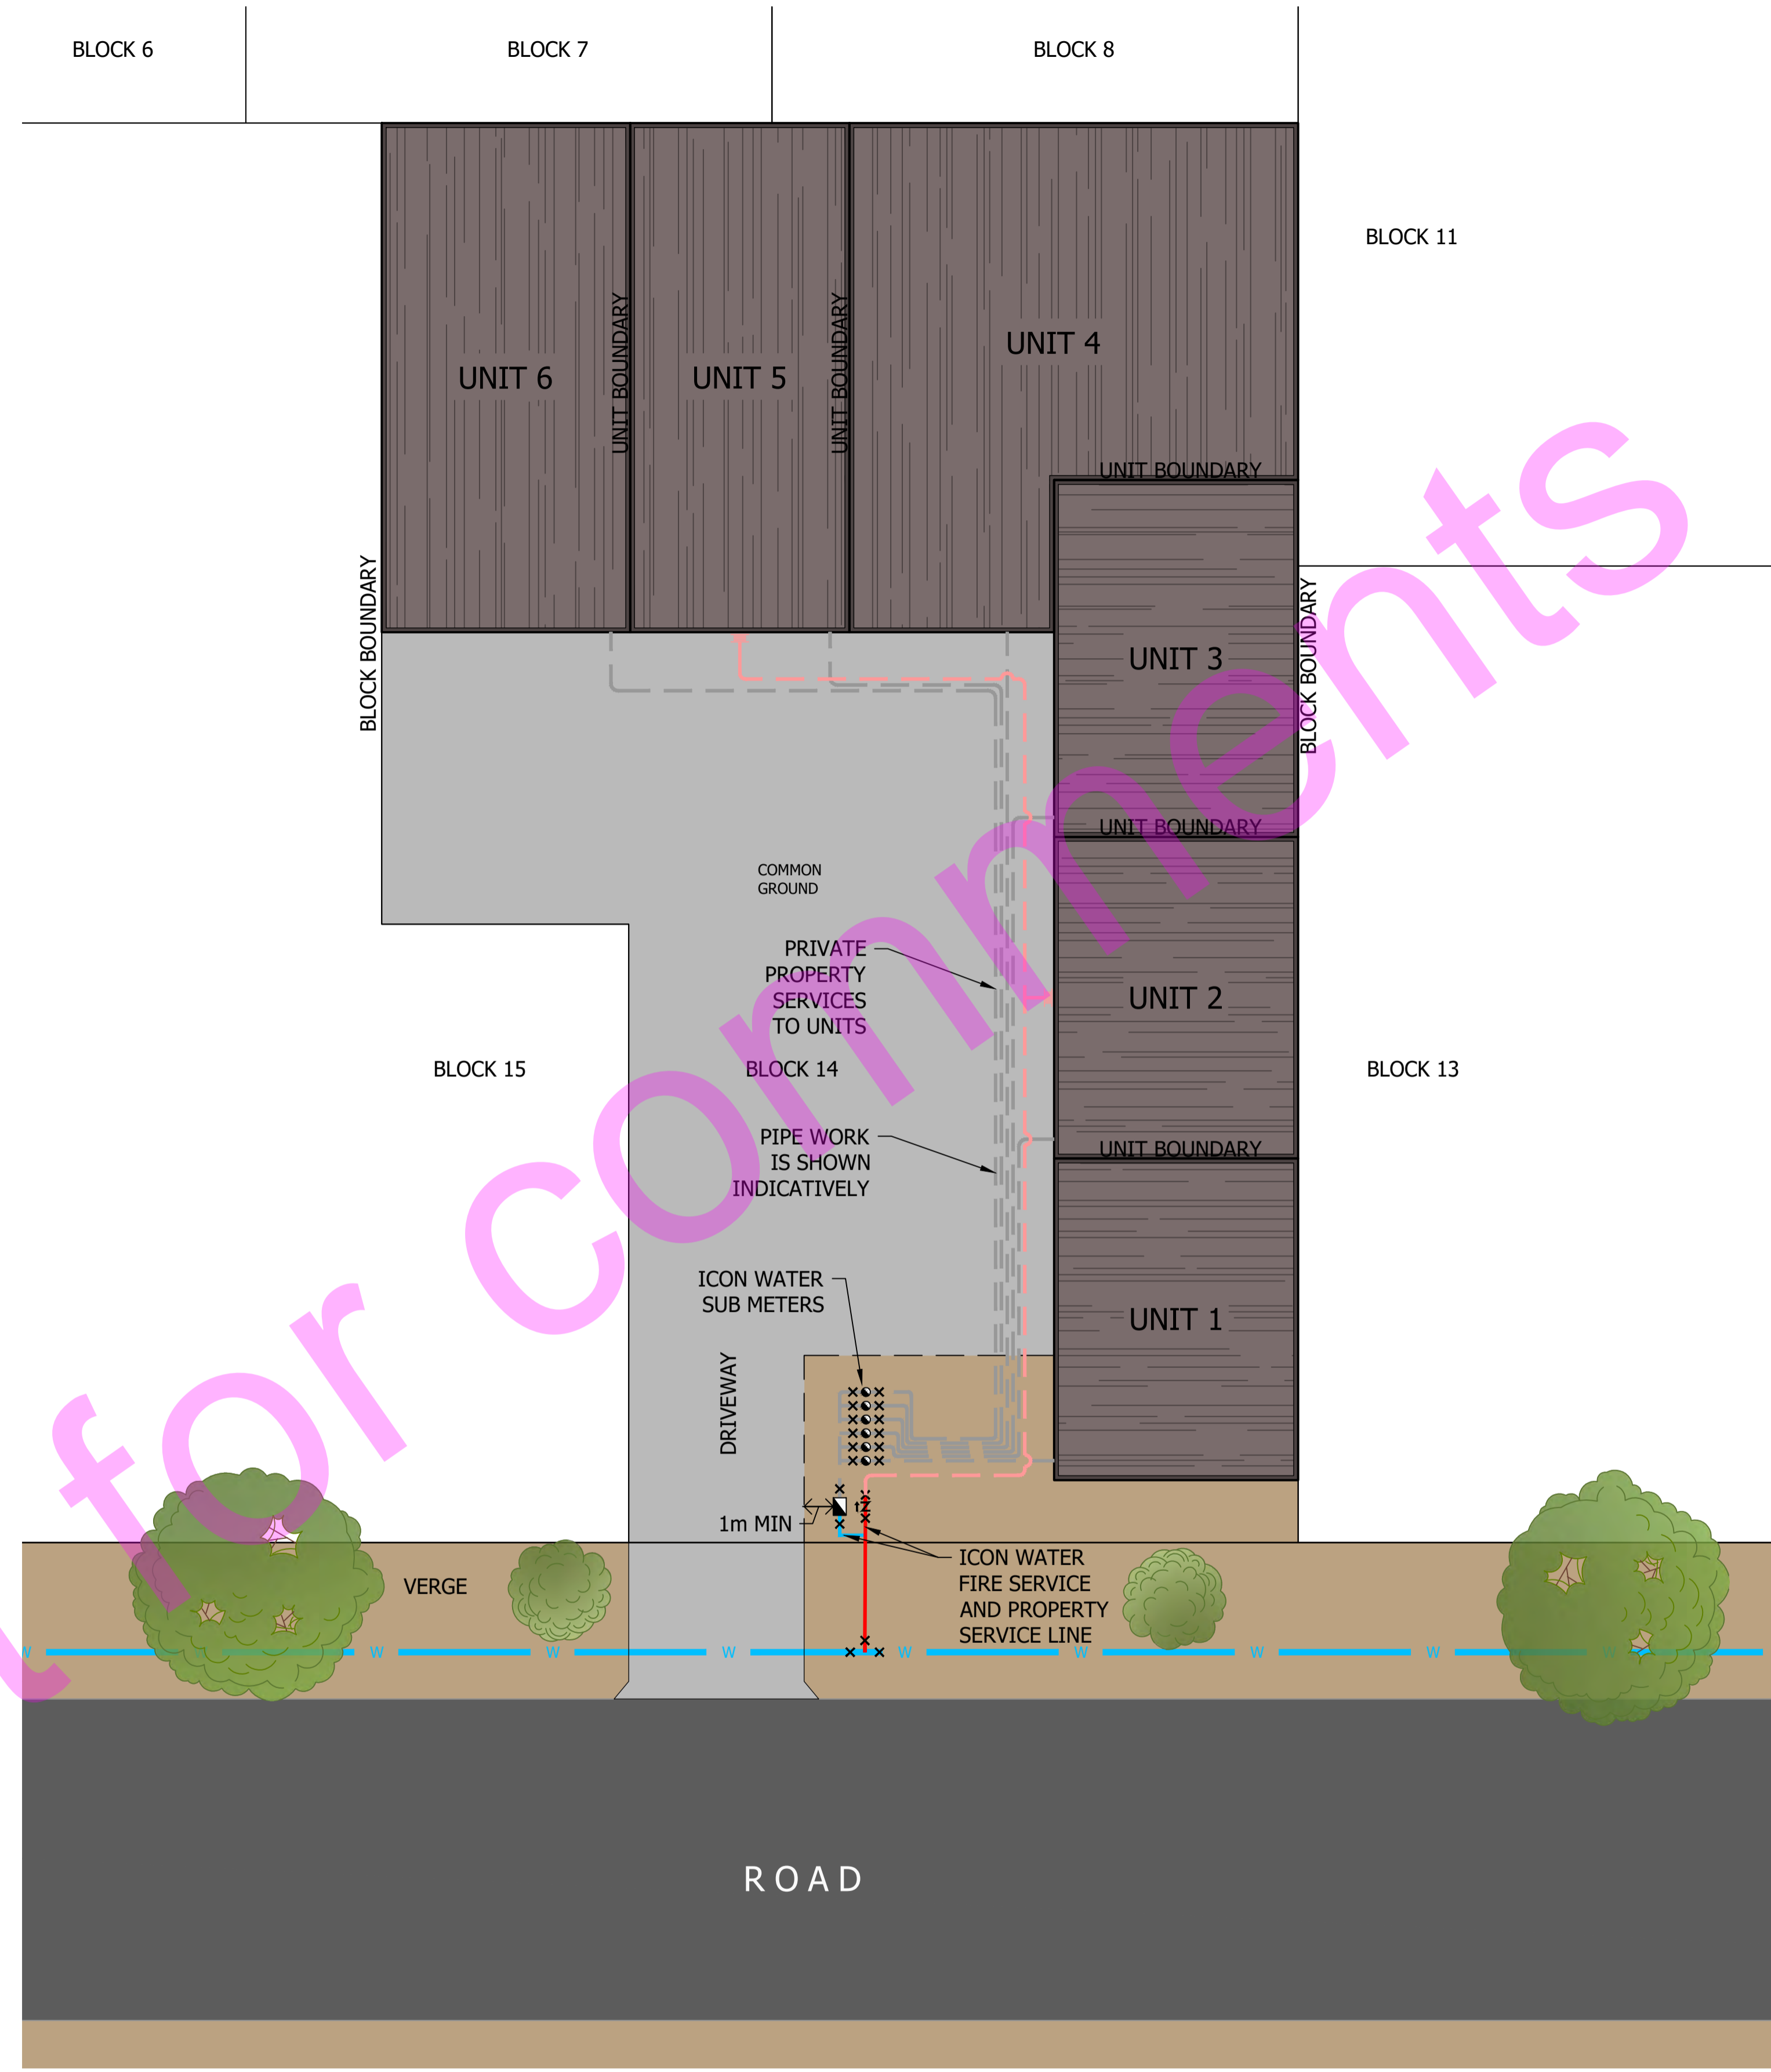 BLOCK 6
BLOCK 7
BLOCK 8
BLOCK 11
UNIT 4
UNIT 6
UNIT BOUNDARY
UNIT 5
UNIT BOUNDARY
UNIT BOUNDARY
BLOCK BOUNDARY
UNIT 3
BLOCK BOUNDARY
UNIT BOUNDARY
COMMON
GROUND
PRIVATE
PROPERTY
SERVICES
TO UNITS
UNIT 2
BLOCK 15
BLOCK 14
BLOCK 13
PIPE WORK
IS SHOWN
INDICATIVELY
UNIT BOUNDARY
ICON WATER
SUB METERS
UNIT 1
DRIVEWAY
1m MIN
ICON WATER
FIRE SERVICE
AND PROPERTY
SERVICE LINE
VERGE
W W W W W W W W
ROAD
for comments